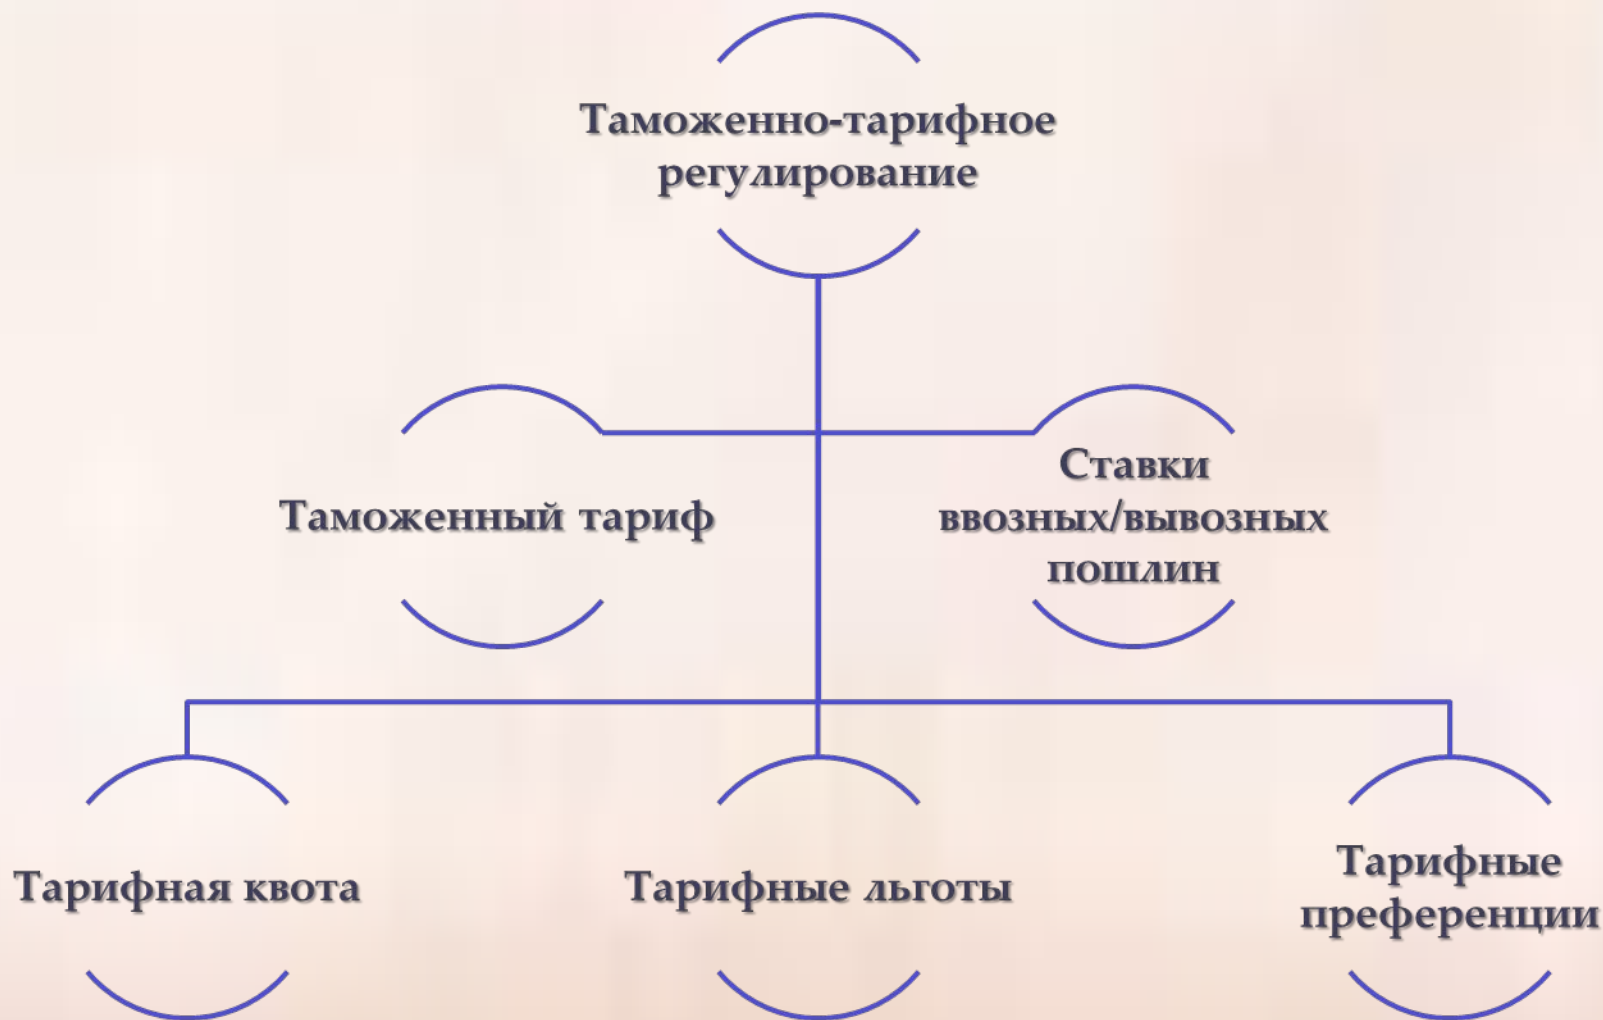 Таможенно-тарифное
регулирование
Таможенный тариф
Ставки
ввозных/вывозных
пошлин
Тарифная квота
Тарифные льготы
Тарифные
преференции